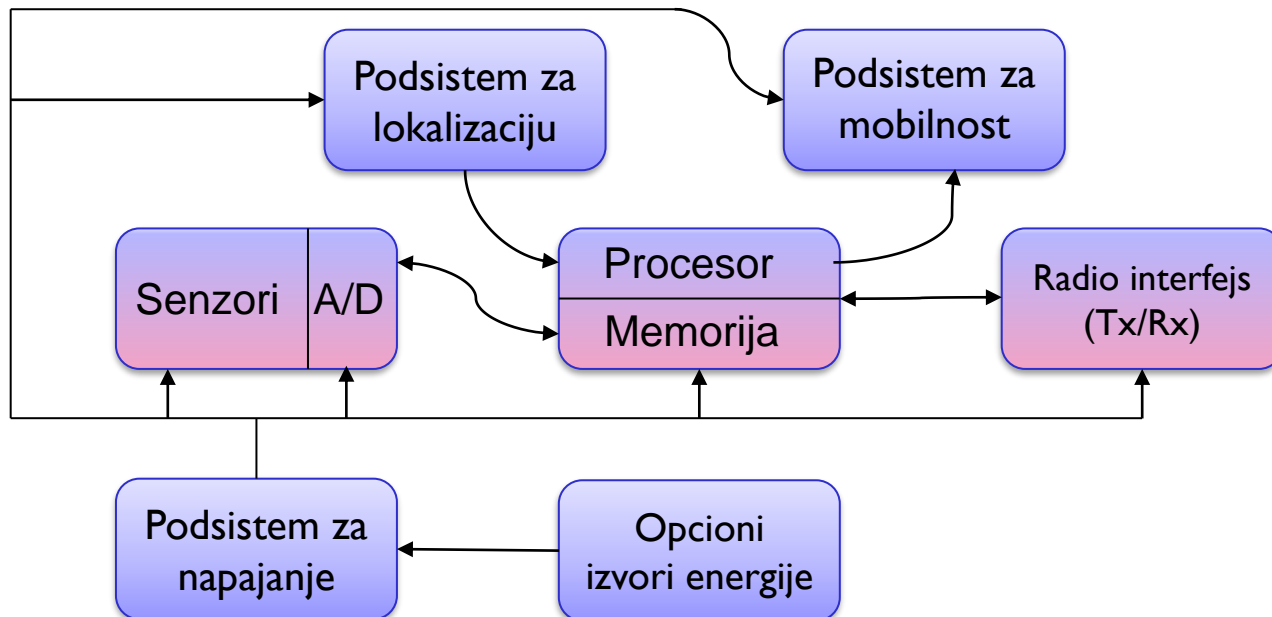 Podsistem za
lokalizaciju
Podsistem za
mobilnost
Senzori
A/D
Procesor
Memorija
Radio interfejs
(Tx/Rx)
Podsistem za
napajanje
Opcioni
izvori energije